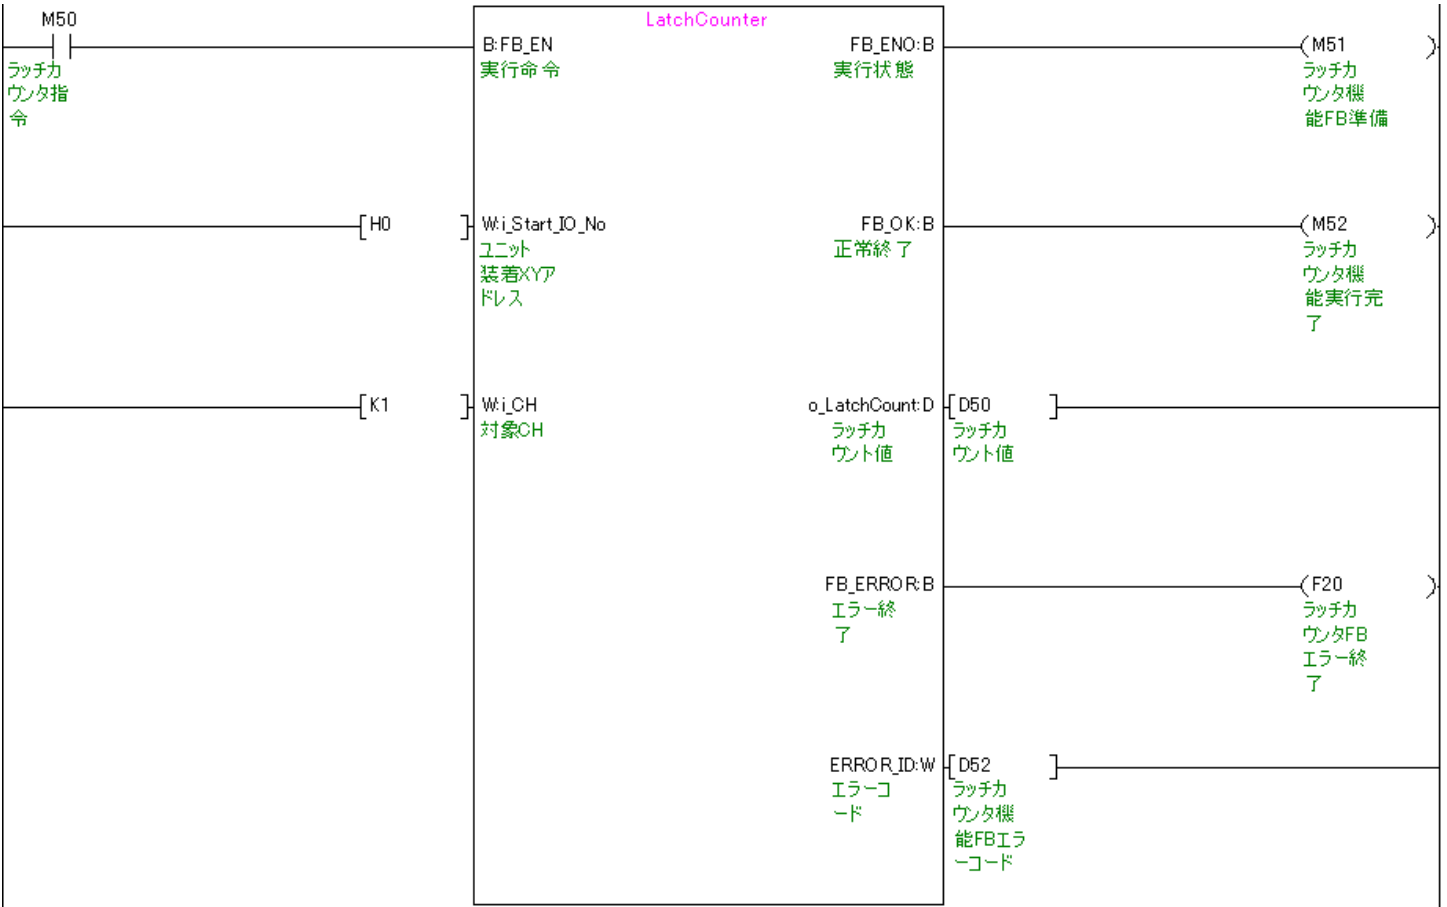 M50
ラッチカ
ウンタ指
令
LatchCounter
B:FB_EN
実行命令
FB_ENO:B
実行状態
M51
ラッチカ
ウンタ機
能FB準備
H0
W:i_Start_IO_No
ユニット
装着XYア
ドレス
FB_OK:B
正常終了
M52
ラッチカ
ウンタ機
能実行完
了
K1
W:i_CH
対象CH
o_LatchCount:D
ラッチカ
ウント値
D50
ラッチカ
ウント値
FB_ERROR:B
エラー終
了
F20
ラッチカ
ウンタFB
エラー終
了
ERROR_ID:W
エラーコ
ード
D52
ラッチカ
ウンタ機
能FBエラ
ーコード